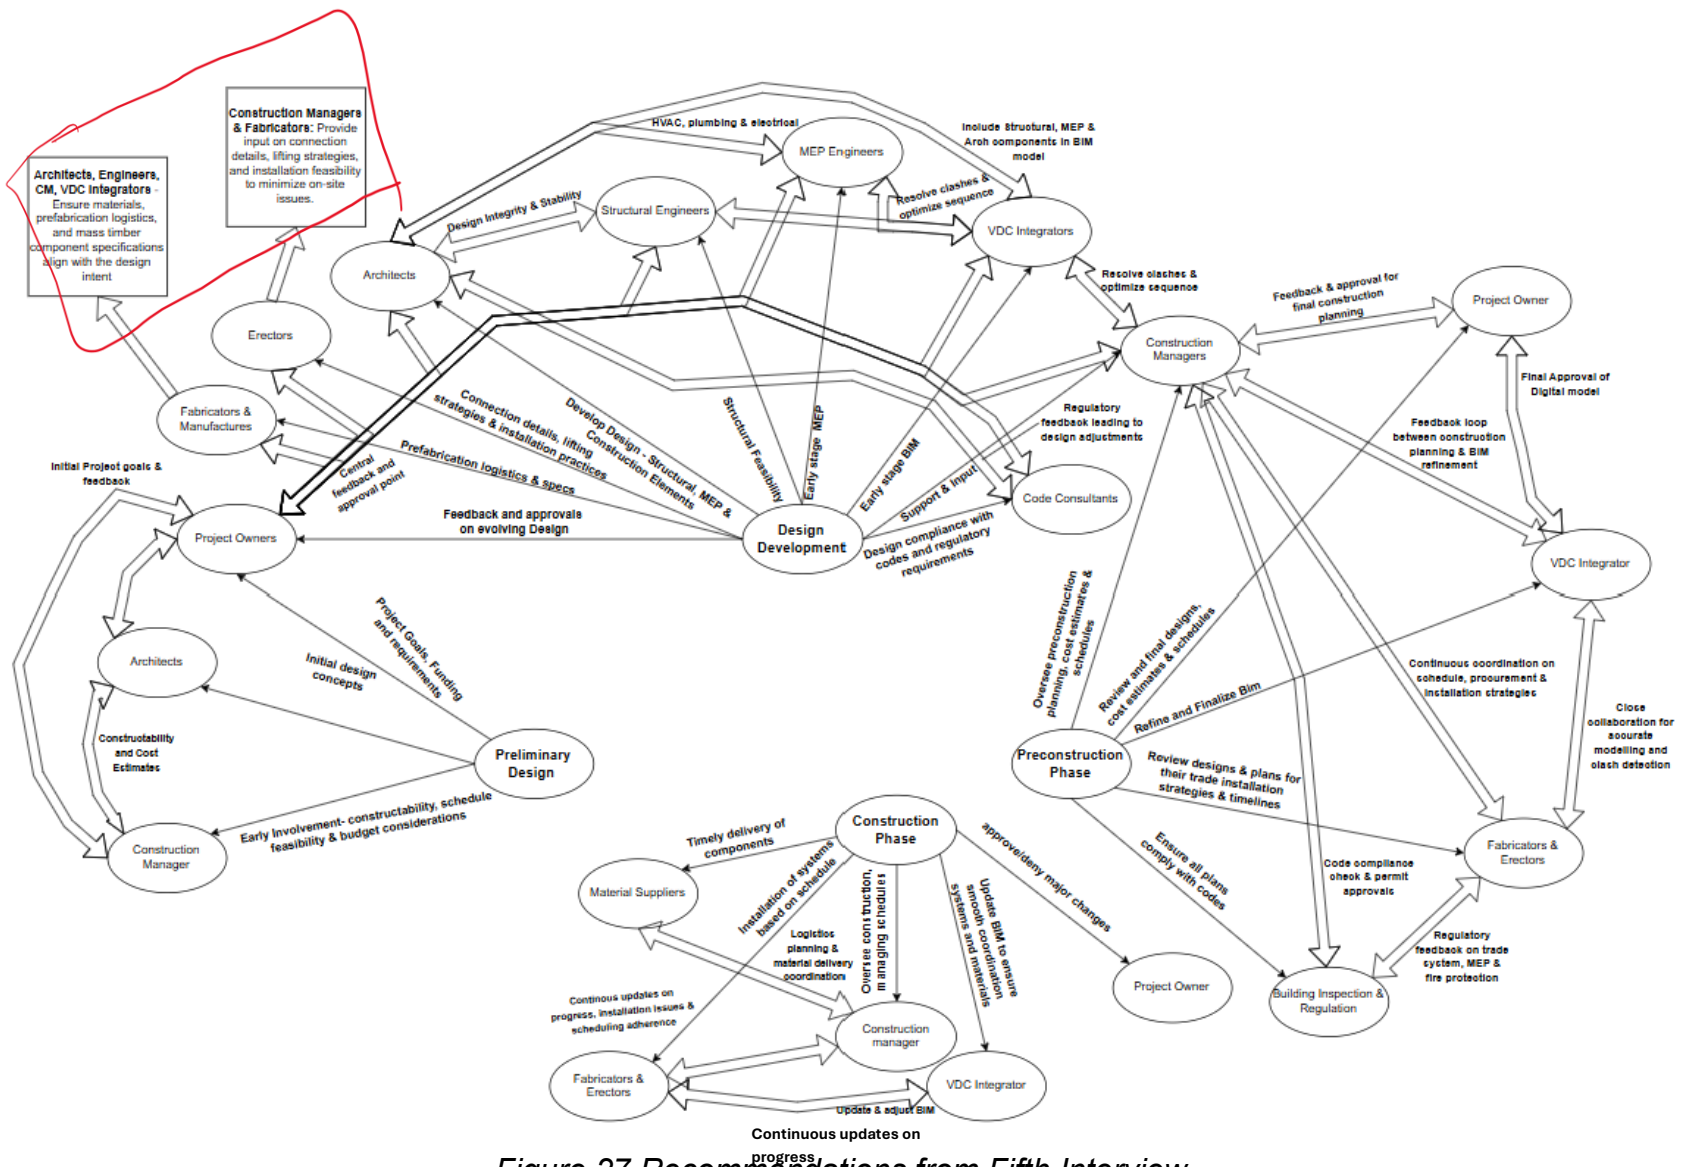 Construction Managers
& Fabricators: Provide
input on connection
details, lifting strategies,
and installation feasibility
to minimize on-site
issues.
Architects, Engineers,
CM, VDC Integrators -
Ensure materials,
prefabrication logistics,
and mass timber
component specifications
align with the design
intent
HVAC, plumbing & electrical
MEP Engineers
Include Structural, MEP &
Arch components in BIM
model
Design Integrity & Stability
Structural Engineers
Resolve clashes &
optimize sequence
VDC Integrators
Architects
Resolve clashes &
optimize sequence
Feedback & approval for
final construction
planning
Project Owner
Erectors
Construction
Managers
Final Approval of
Digital model
Fabricators &
Manufactures
Connection details, lifting
strategies & installation practices
Develop Design - Structural, MEP &
Construction Elements
Structural Feasibility
Early stage MEP
Early stage BIM
Regulatory
feedback leading to
design adjustments
Feedback loop
between construction
planning & BIM
refinement
Initial Project goals &
feedback
Central
feedback and
approval point
Prefabrication logistics & specs
Support & Input
Code Consultants
Feedback and approvals
on evolving Design
Project Owners
Design
Development
Design compliance with
codes and regulatory
requirements
VDC Integrator
Project Goals, Funding
and requirements
Initial design
concepts
Architects
Oversee preconstruction
planning, cost estimates &
schedules
Review and final designs,
cost estimates & schedules
Refine and Finalize Bim
Continuous coordination on
schedule, procurement &
installation strategies
Close
collaboration for
accurate
modelling and
clash detection
Constructability
and Cost
Estimates
Preliminary
Design
Preconstruction
Phase
Review designs & plans for
their trade installation
strategies & timelines
Early Involvement- constructability, schedule
feasibility & budget considerations
Construction
Manager
Construction
Phase
Timely delivery of
components
Material Suppliers
Installation of systems
based on schedule
Oversee construction,
managing schedules
Update BIM to ensure
smooth coordination
systems and materials
approve/deny major changes
Ensure all plans
comply with codes
Code compliance
check & permit
approvals
Fabricators &
Erectors
Logistics
planning &
material delivery
coordination
Regulatory
feedback on trade
system, MEP &
fire protection
Continous updates on
progress, installation issues &
scheduling adherence
Project Owner
Building Inspection &
Regulation
Construction
manager
Fabricators &
Erectors
VDC Integrator
Update & adjust BIM
Continuous updates on
progress
Figure 27 Recommendations from Fifth Interview